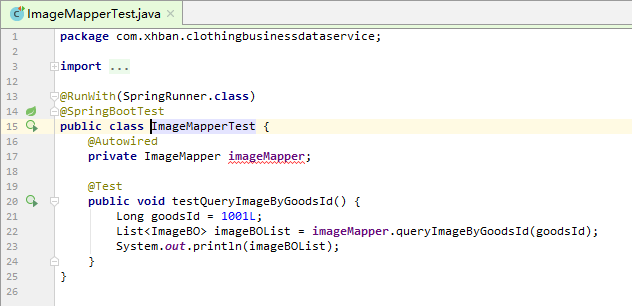 ImageMapperTest.java
1 package com.xhban.clothingbusinessdataservice;
2
3 import ...
12
13 @RunWith(SpringRunner.class)
14 @SpringBootTest
15 public class ImageMapperTest {
16     @Autowired
17     private ImageMapper imageMapper;
18
19     @Test
20     public void testQueryImageByGoodsId() {
21         Long goodsId = 1001L;
22         List<ImageBO> imageBOList = imageMapper.queryImageByGoodsId(goodsId);
23         System.out.println(imageBOList);
24     }
25 }
26